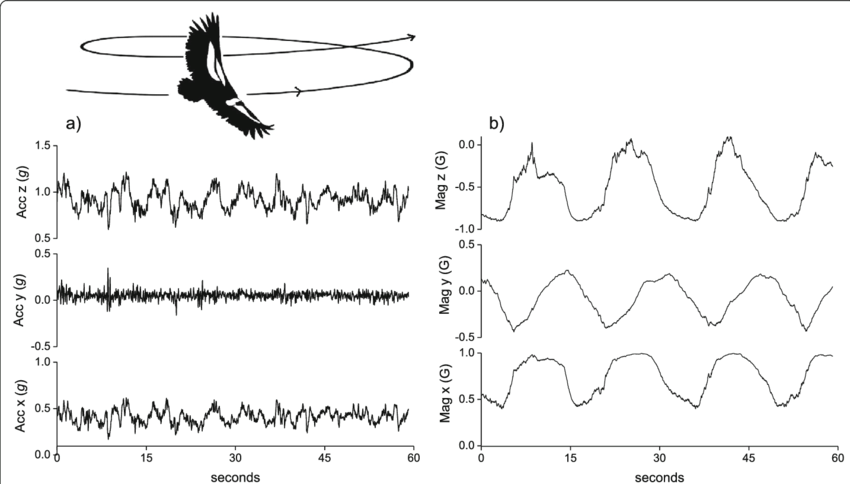 a)
1.5
1.0
0.5
Acc z (g)
0.5
0.0
-0.5
Acc y (g)
1.0
0.5
0.0
Acc x (g)
0 15 30 45 60
seconds
b)
0.0
-0.5
-1.0
Mag z (G)
0.5
0.0
-0.5
Mag y (G)
1.0
0.5
0.0
Mag x (G)
0 15 30 45 60
seconds